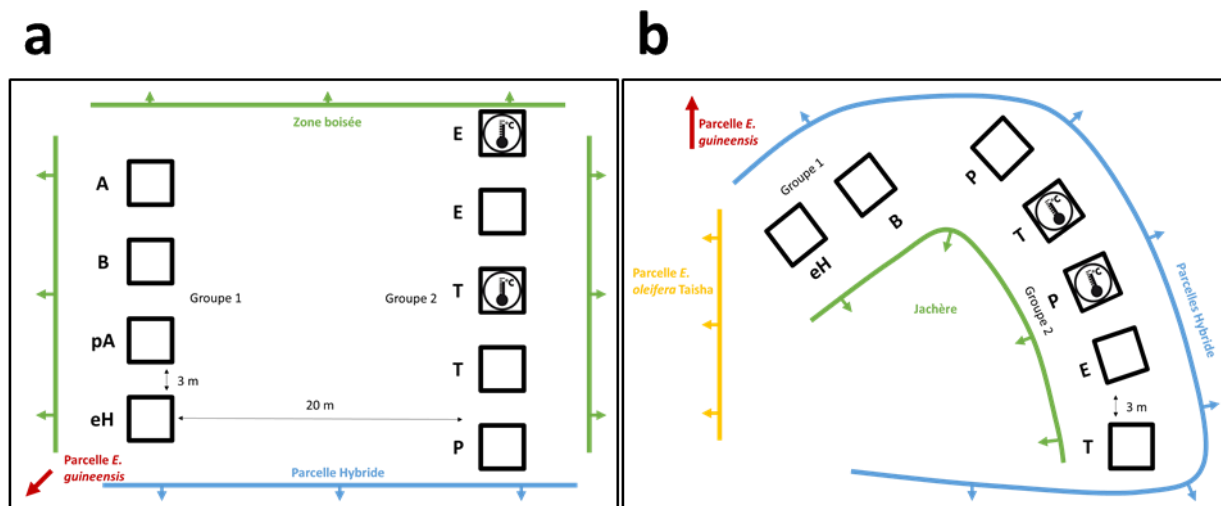 a
Zone boisée
E
A
E
B
Groupe 1
Groupe 2
T
°C
°C
pA
T
3 m
eH
20 m
P
Parcelle E.
guineensis
Parcelle Hybride
b
Parcelle E.
guineensis
Groupe 1
P
B
T
°C
eH
Parcelle E.
oleifera Taisha
P
°C
Jachère
Groupe 2
Parcelles Hybride
E
3 m
T